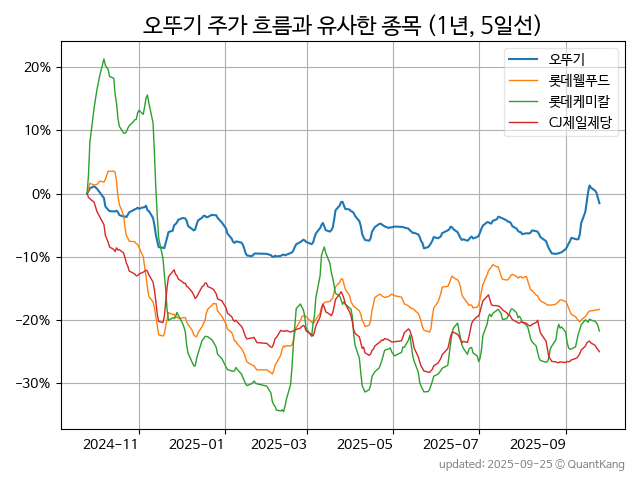 오뚜기 주가 흐름과 유사한 종목 (1년, 5일선)
오뚜기
롯데웰푸드
롯데케미칼
CJ제일제당
20%
10%
0%
−10%
−20%
−30%
2024−11
2025−01
2025−03
2025−05
2025−07
2025−09
updated: 2025-09-25 © QuantKang